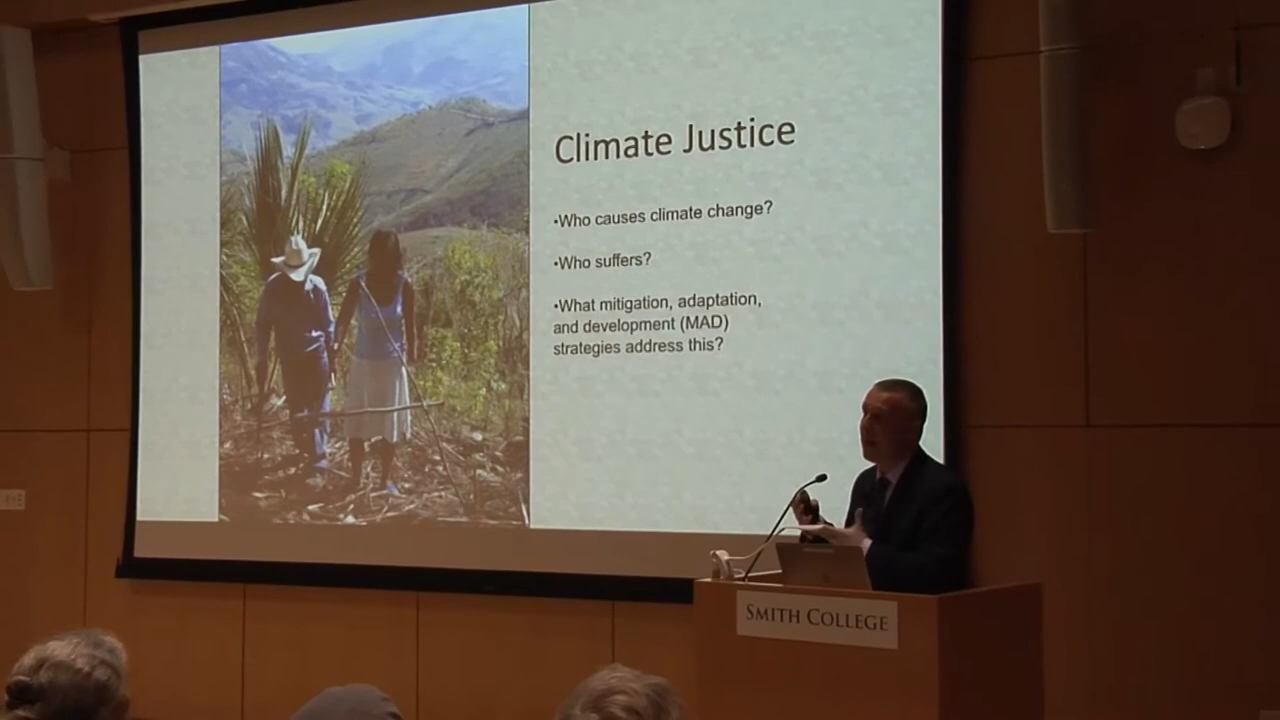 Climate Justice
•Who causes climate change?
•Who suffers?
•What mitigation, adaptation,
and development (MAD)
strategies address this?
SMITH COLLEGE